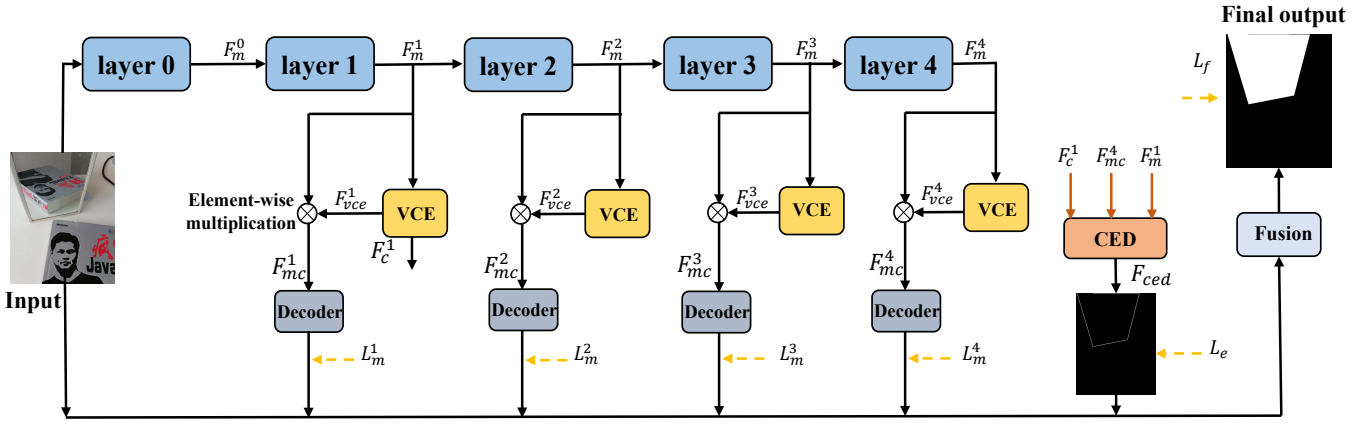 Final output
layer 0
F_m^0
layer 1
F_m^1
layer 2
F_m^2
layer 3
F_m^3
layer 4
F_m^4
L_f
F_c^1
F_mc^4
F_m^1
Element-wise
multiplication
F_vce^1
VCE
F_vce^2
VCE
F_vce^3
VCE
F_vce^4
VCE
CED
Fusion
F_c^1
F_mc^1
F_mc^2
F_mc^3
F_mc^4
F_ced
疯
Java
Input
Decoder
Decoder
Decoder
Decoder
L_m^1
L_m^2
L_m^3
L_m^4
L_e